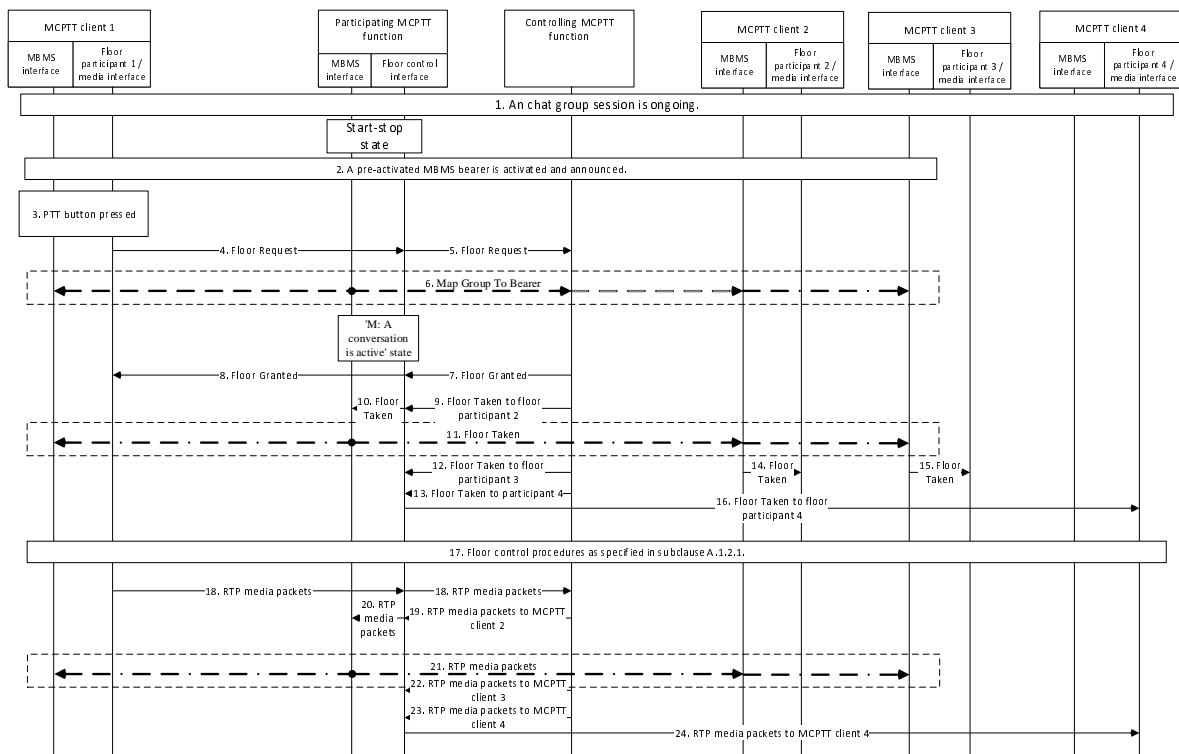 MCPTT client 1
MBMS
interface
Floor
participant 1 /
media interface
Participating MCPTT
function
MBMS
interface
Floor control
interface
Controlling MCPTT
function
MCPTT client 2
MBMS
interface
Floor
participant 2 /
media interface
MCPTT client 3
MBMS
interface
Floor
participant 3 /
media interface
MCPTT client 4
MBMS
interface
Floor
participant 4 /
media interface
1. An chat group session is ongoing.
Start-stop
state
2. A pre-activated MBMS bearer is activated and announced.
3. PTT button pressed
4. Floor Request
5. Floor Request
6. Map Group To Bearer
'M: A
conversation
is active' state
8. Floor Granted
7. Floor Granted
10. Floor
Taken
9. Floor Taken to floor
participant 2
11. Floor Taken
12. Floor Taken to floor
participant 3
14. Floor
Taken
15. Floor
Taken
13. Floor Taken to participant 4
16. Floor Taken to floor
participant 4
17. Floor control procedures as specified in subclause A.1.2.1.
18. RTP media packets
18. RTP media packets
20. RTP
media
packets
19. RTP media packets to MCPTT
client 2
21. RTP media packets
22. RTP media packets to MCPTT
client 3
23. RTP media packets to MCPTT
client 4
24. RTP media packets to MCPTT client 4